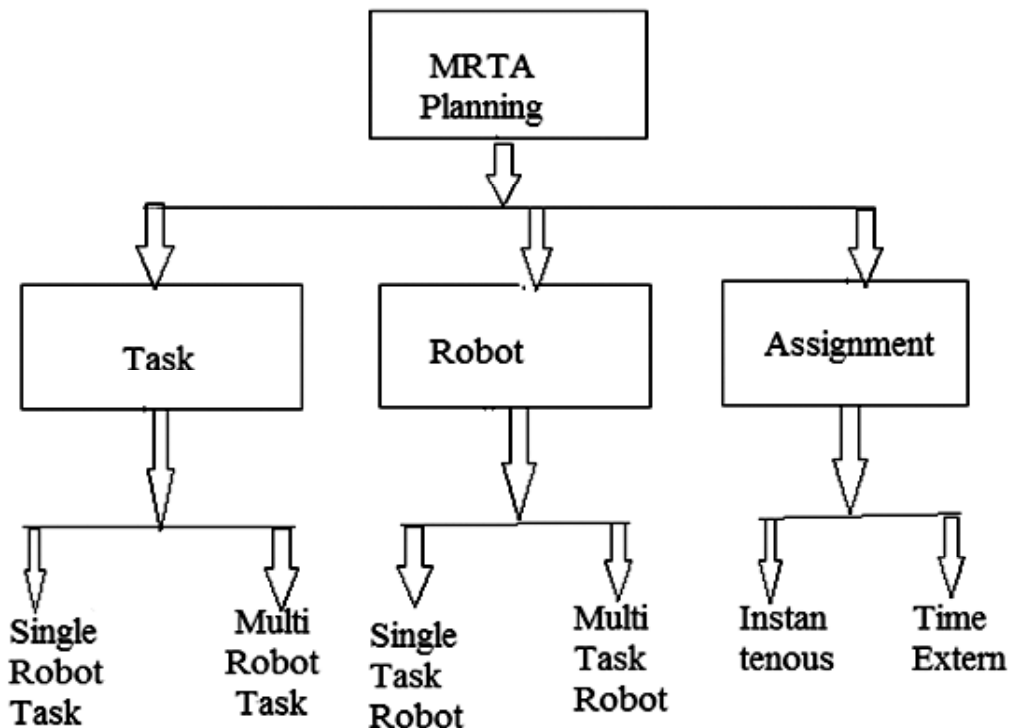 MRTA
Planning
Task
Robot
Assignment
Single
Robot
Task
Multi
Robot
Task
Single
Task
Robot
Multi
Task
Robot
Instan
tenous
Time
Extern